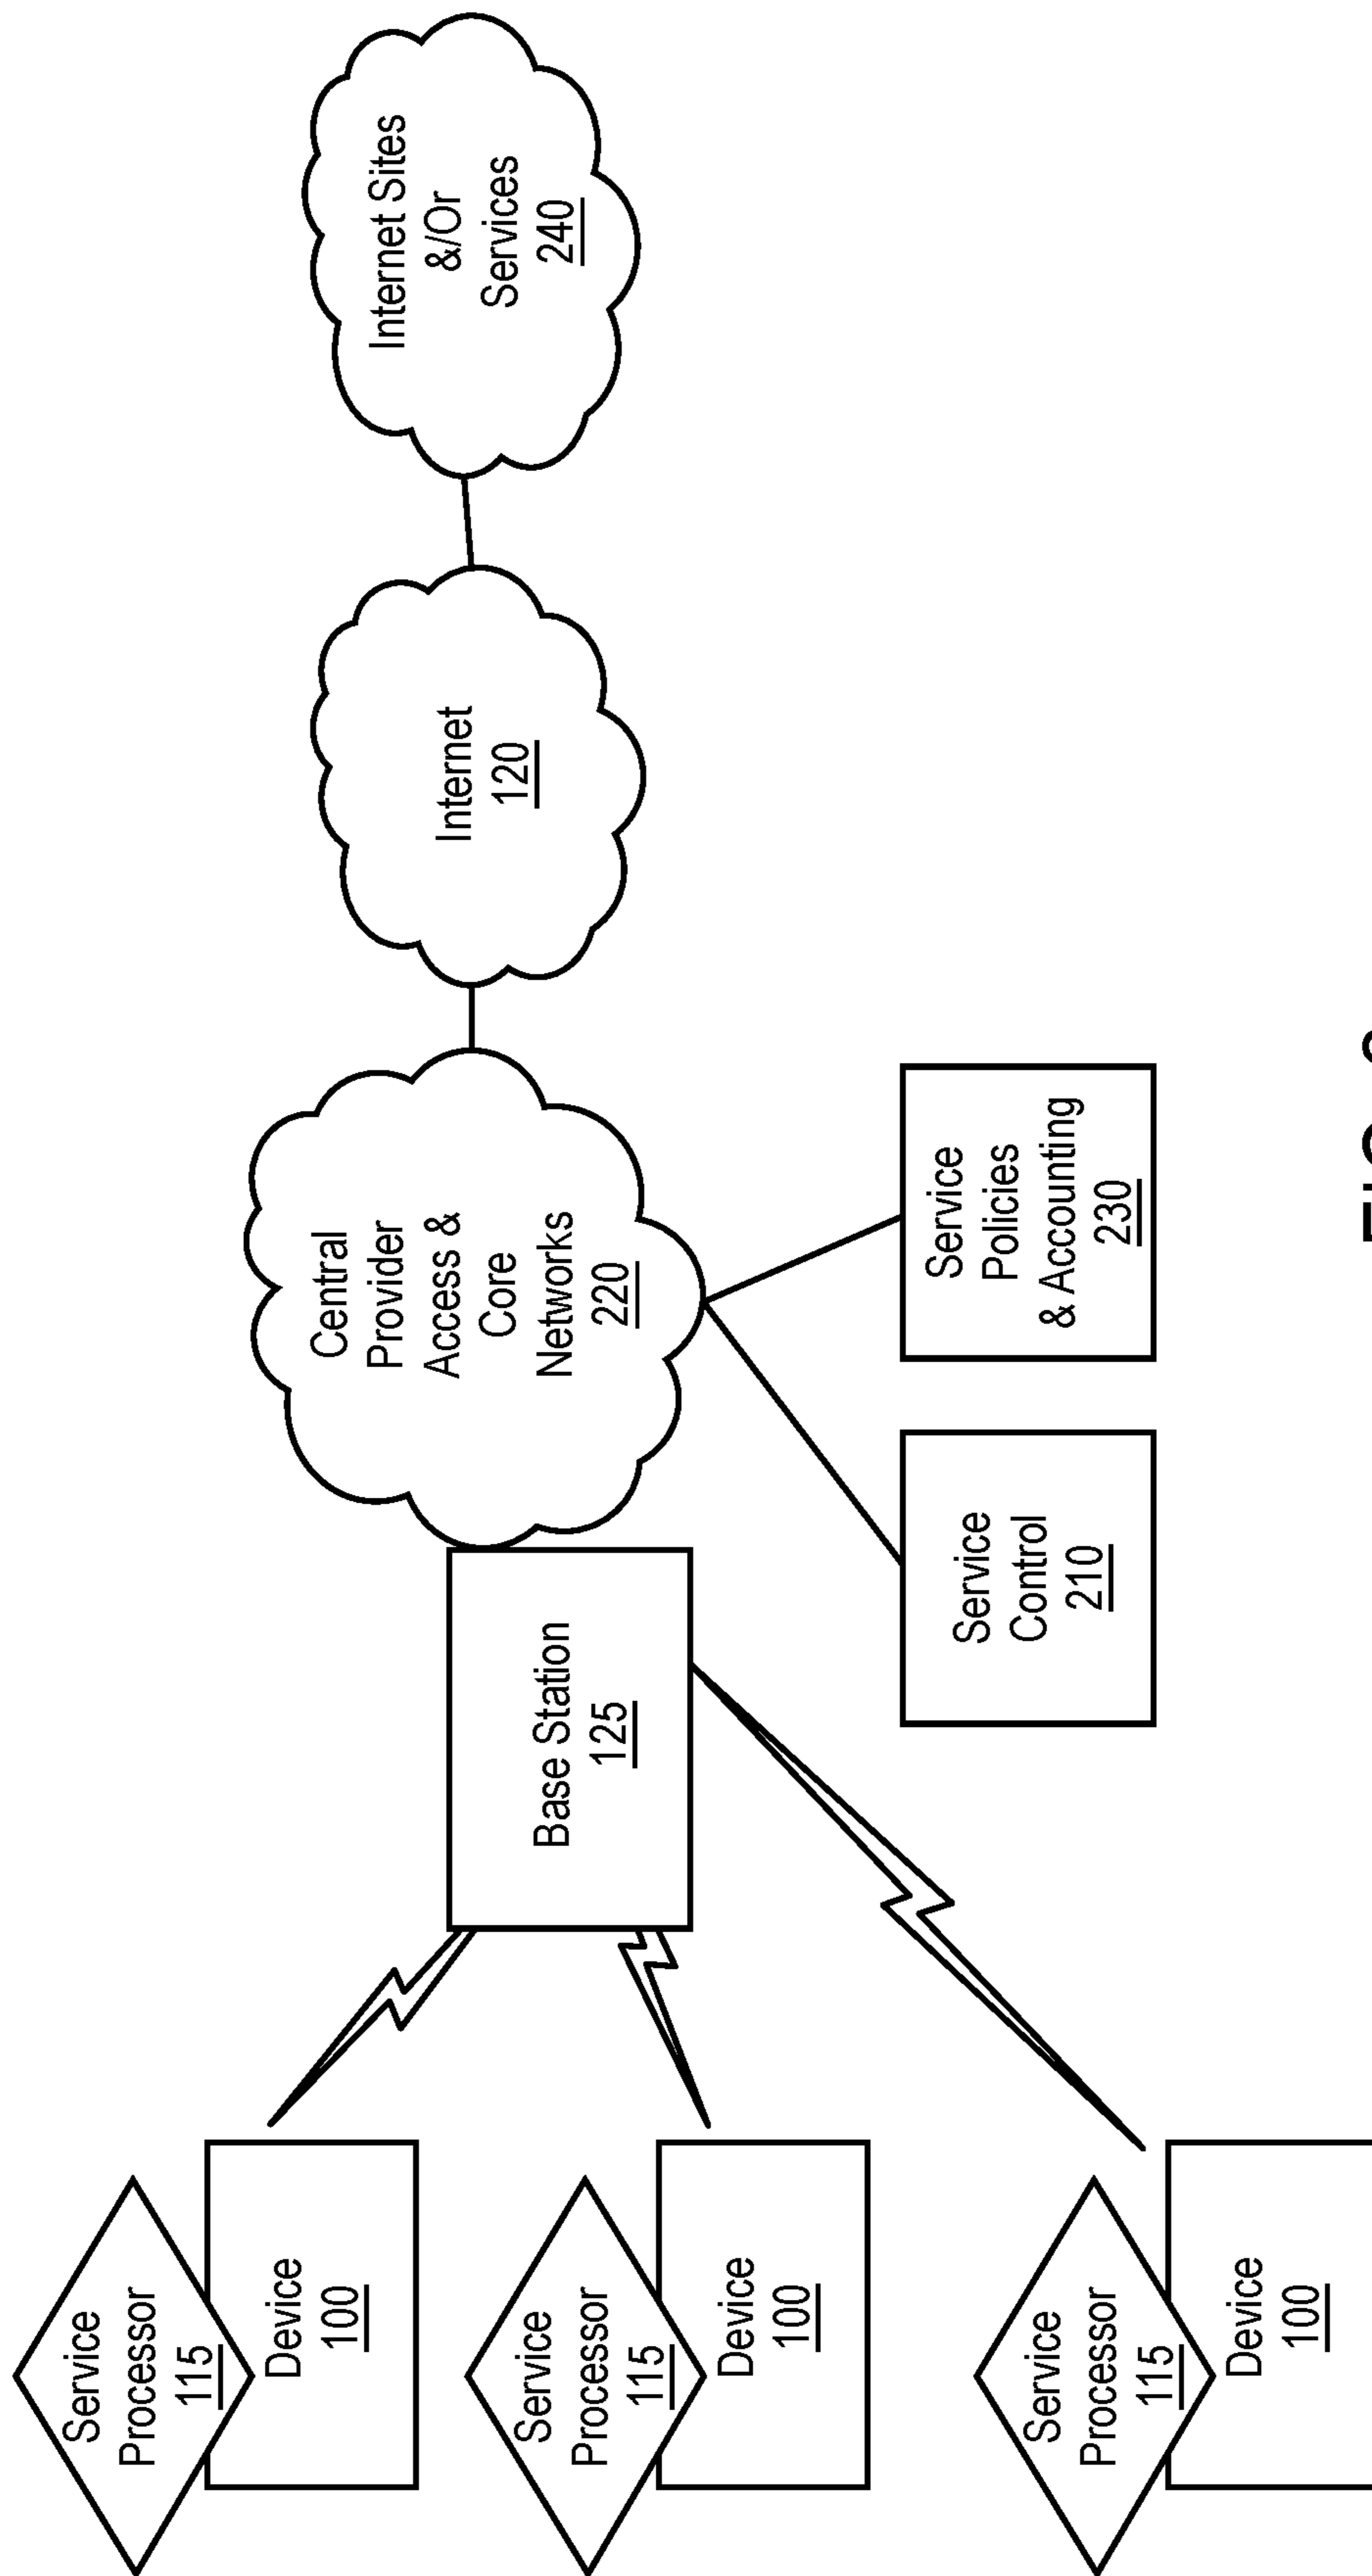 Service
Processor
115
Device
100
Service
Processor
115
Device
100
Service
Processor
115
Device
100
Base Station
125
Central
Provider
Access &
Core
Networks
220
Internet
120
Internet Sites
&/Or
Services
240
Service
Control
210
Service
Policies
& Accounting
230